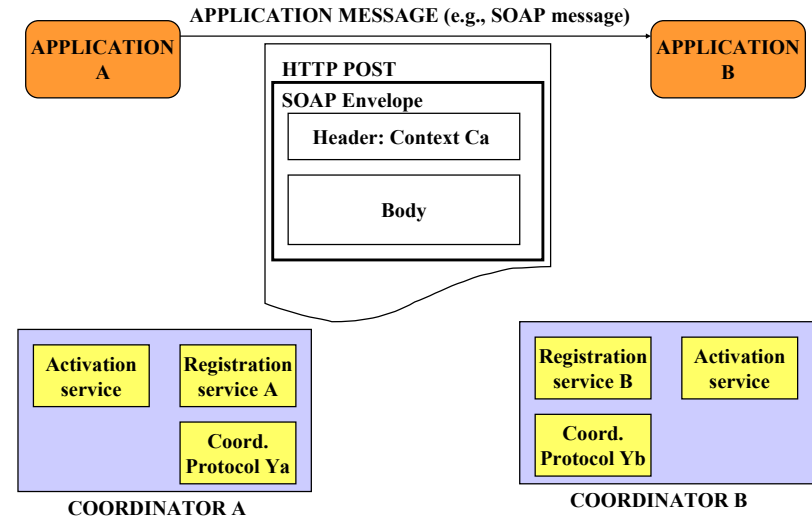 APPLICATION MESSAGE (e.g., SOAP message)
APPLICATION
A
APPLICATION
B
HTTP POST
SOAP Envelope
Header: Context Ca
Body
Activation
service
Registration
service A
Coord.
Protocol Ya
COORDINATOR A
Registration
service B
Activation
service
Coord.
Protocol Yb
COORDINATOR B